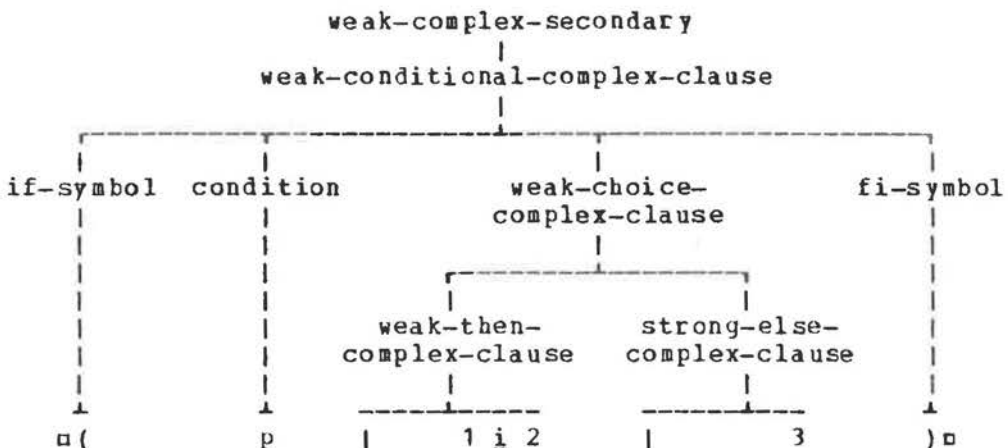 weak-complex-secondary
weak-conditional-complex-clause
if-symbol condition weak-choice- fi-symbol
complex-clause
weak-then- strong-else-
complex-clause complex-clause
¤( p | 1 i 2 | 3 )¤